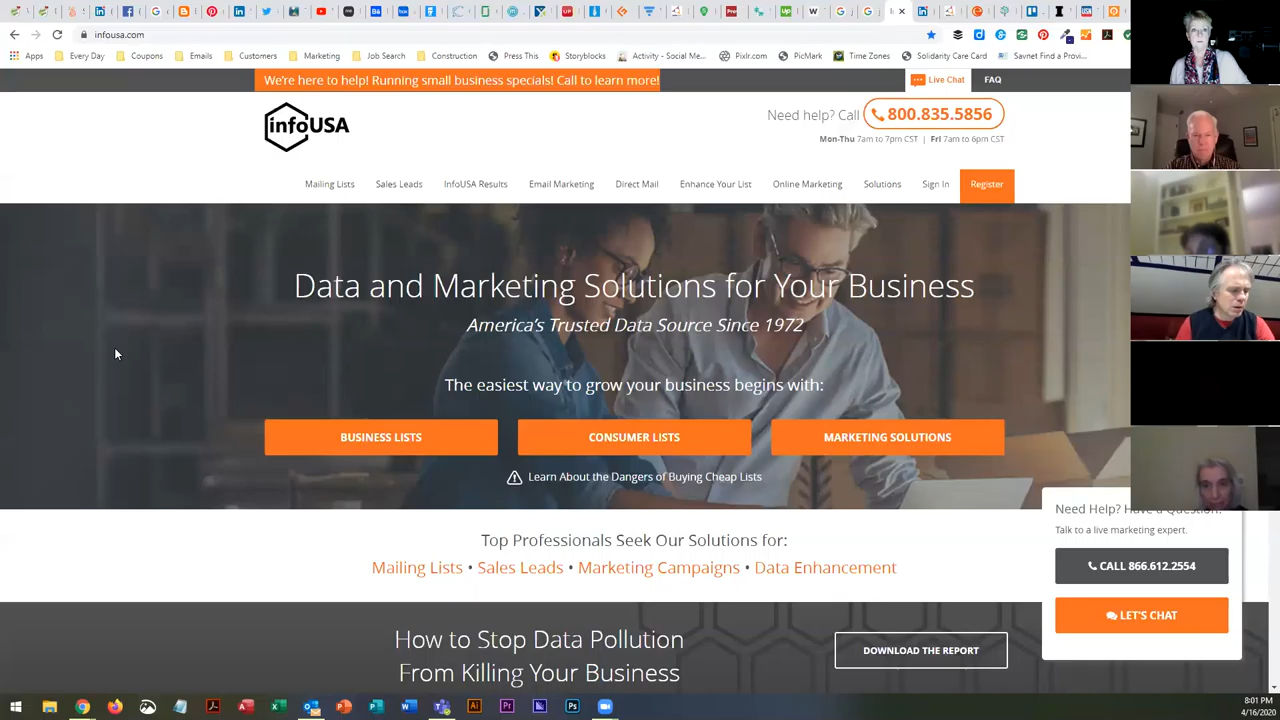 infousa.com
Apps Every Day Coupons Emails Customers Marketing Job Search Construction Press This Storyblocks Activity - Social Me... Pixlr.com PicMark Time Zones Solidarity Care Card Savnet Find a Provi...
We're here to help! Running small business specials! Call to learn more!
Live Chat FAQ
infoUSA
Need help? Call 800.835.5856
Mon-Thu 7am to 7pm CST | Fri 7am to 6pm CST
Mailing Lists Sales Leads InfoUSA Results Email Marketing Direct Mail Enhance Your List Online Marketing Solutions Sign In Register
Data and Marketing Solutions for Your Business
America's Trusted Data Source Since 1972
The easiest way to grow your business begins with:
BUSINESS LISTS CONSUMER LISTS MARKETING SOLUTIONS
Learn About the Dangers of Buying Cheap Lists
Need Help? Have a Question?
Talk to a live marketing expert.
CALL 866.612.2554
LET'S CHAT
Top Professionals Seek Our Solutions for:
Mailing Lists • Sales Leads • Marketing Campaigns • Data Enhancement
How to Stop Data Pollution
From Killing Your Business
DOWNLOAD THE REPORT
8:01 PM
4/16/2020